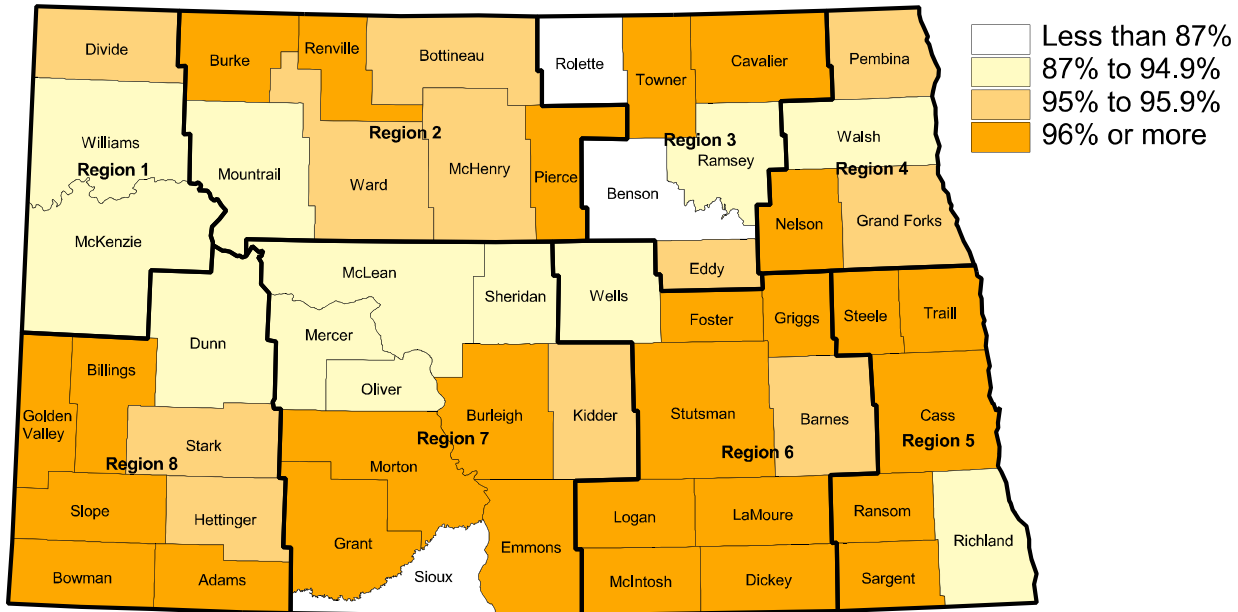 Less than 87%
87% to 94.9%
95% to 95.9%
96% or more
Divide
Burke
Renville
Bottineau
Rolette
Towner
Cavalier
Pembina
Williams
Region 1
Mountrail
Region 2
Ward
McHenry
Pierce
Region 3
Ramsey
Benson
Walsh
Region 4
Nelson
Grand Forks
McKenzie
McLean
Sheridan
Wells
Eddy
Foster
Griggs
Steele
Traill
Dunn
Mercer
Oliver
Billings
Golden
Valley
Stark
Region 8
Burleigh
Kidder
Region 7
Morton
Stutsman
Barnes
Region 6
Cass
Region 5
Slope
Hettinger
Grant
Emmons
Logan
LaMoure
Ransom
Richland
Bowman
Adams
Sioux
McIntosh
Dickey
Sargent